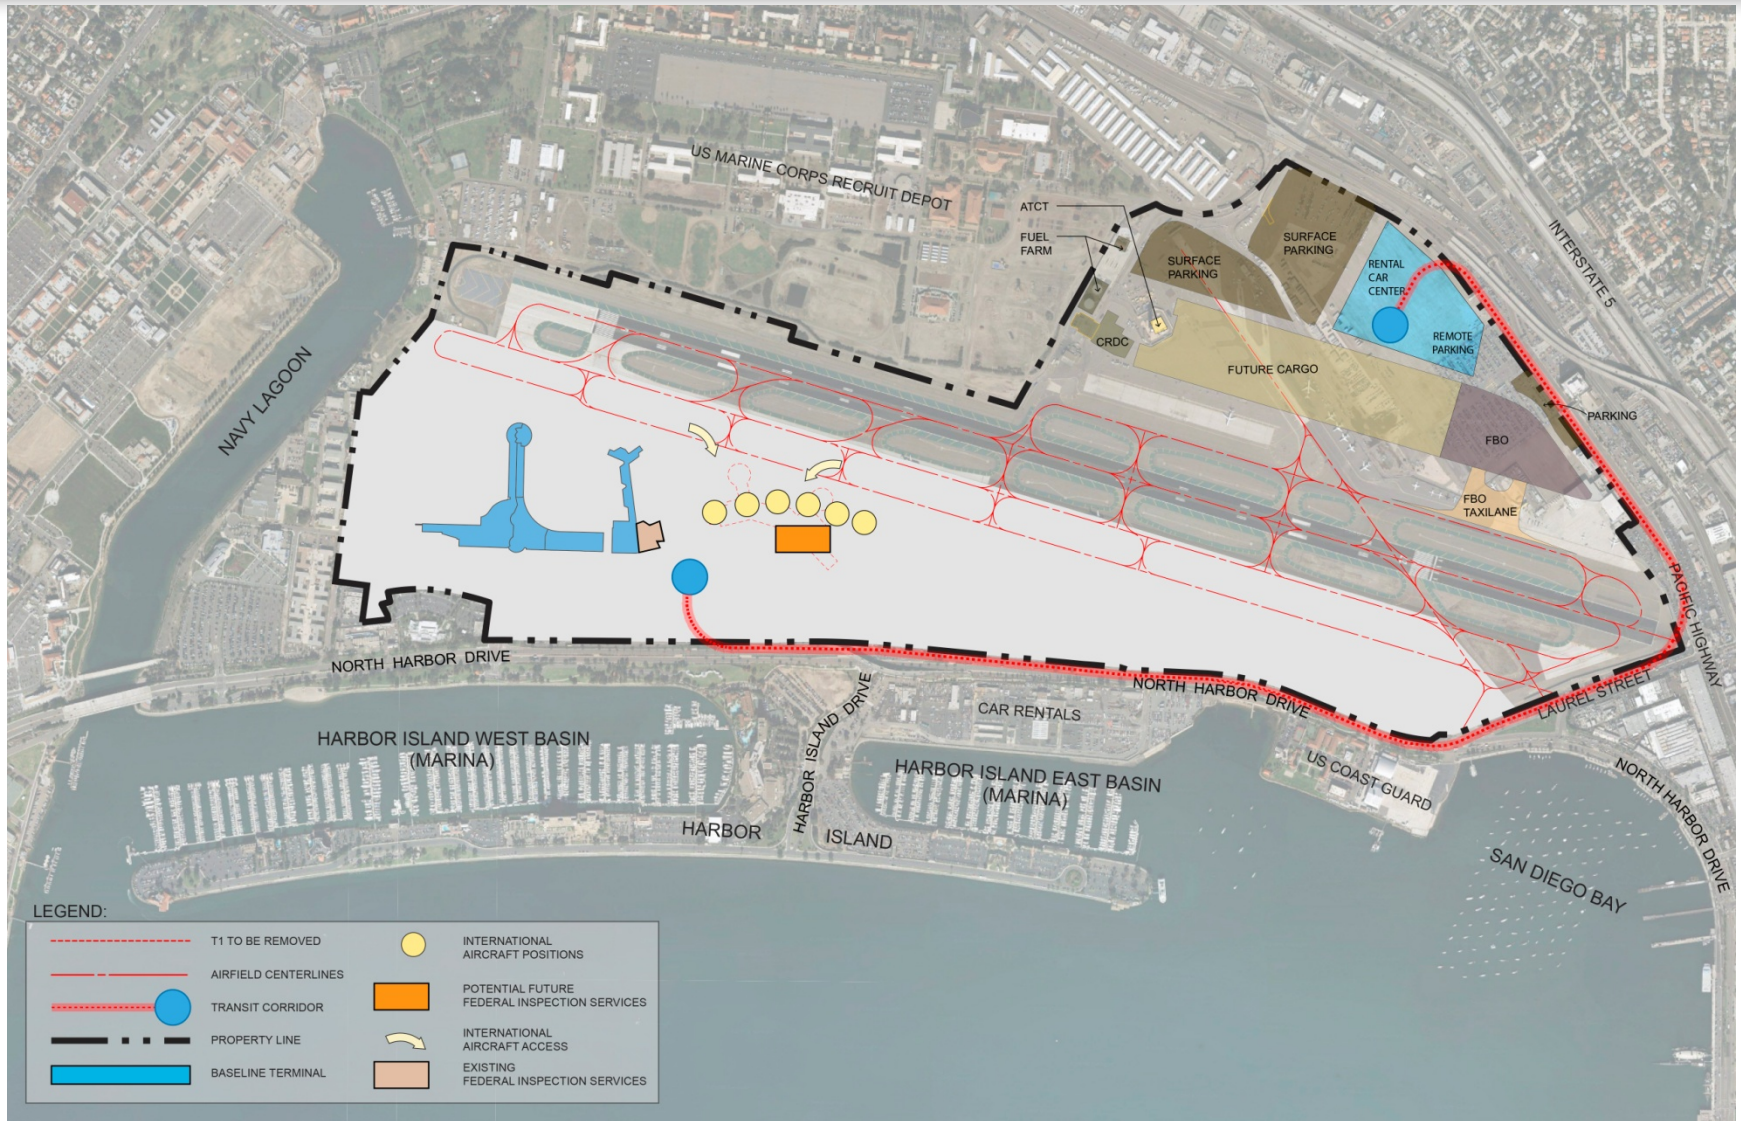 US MARINE CORPS RECRUIT DEPOT
ATCT
FUEL
FARM
SURFACE
PARKING
SURFACE
PARKING
RENTAL
CAR
CENTER
REMOTE
PARKING
INTERSTATE 5
CRDC
FUTURE CARGO
PARKING
FBO
FBO
TAXILANE
NAVY LAGOON
PACIFIC HIGHWAY
LAUREL STREET
NORTH HARBOR DRIVE
NORTH HARBOR DRIVE
HARBOR ISLAND DRIVE
CAR RENTALS
HARBOR ISLAND WEST BASIN
(MARINA)
HARBOR ISLAND EAST BASIN
(MARINA)
US COAST GUARD
NORTH HARBOR DRIVE
HARBOR
ISLAND
SAN DIEGO BAY
LEGEND:
T1 TO BE REMOVED
AIRFIELD CENTERLINES
TRANSIT CORRIDOR
PROPERTY LINE
BASELINE TERMINAL
INTERNATIONAL
AIRCRAFT POSITIONS
POTENTIAL FUTURE
FEDERAL INSPECTION SERVICES
INTERNATIONAL
AIRCRAFT ACCESS
EXISTING
FEDERAL INSPECTION SERVICES